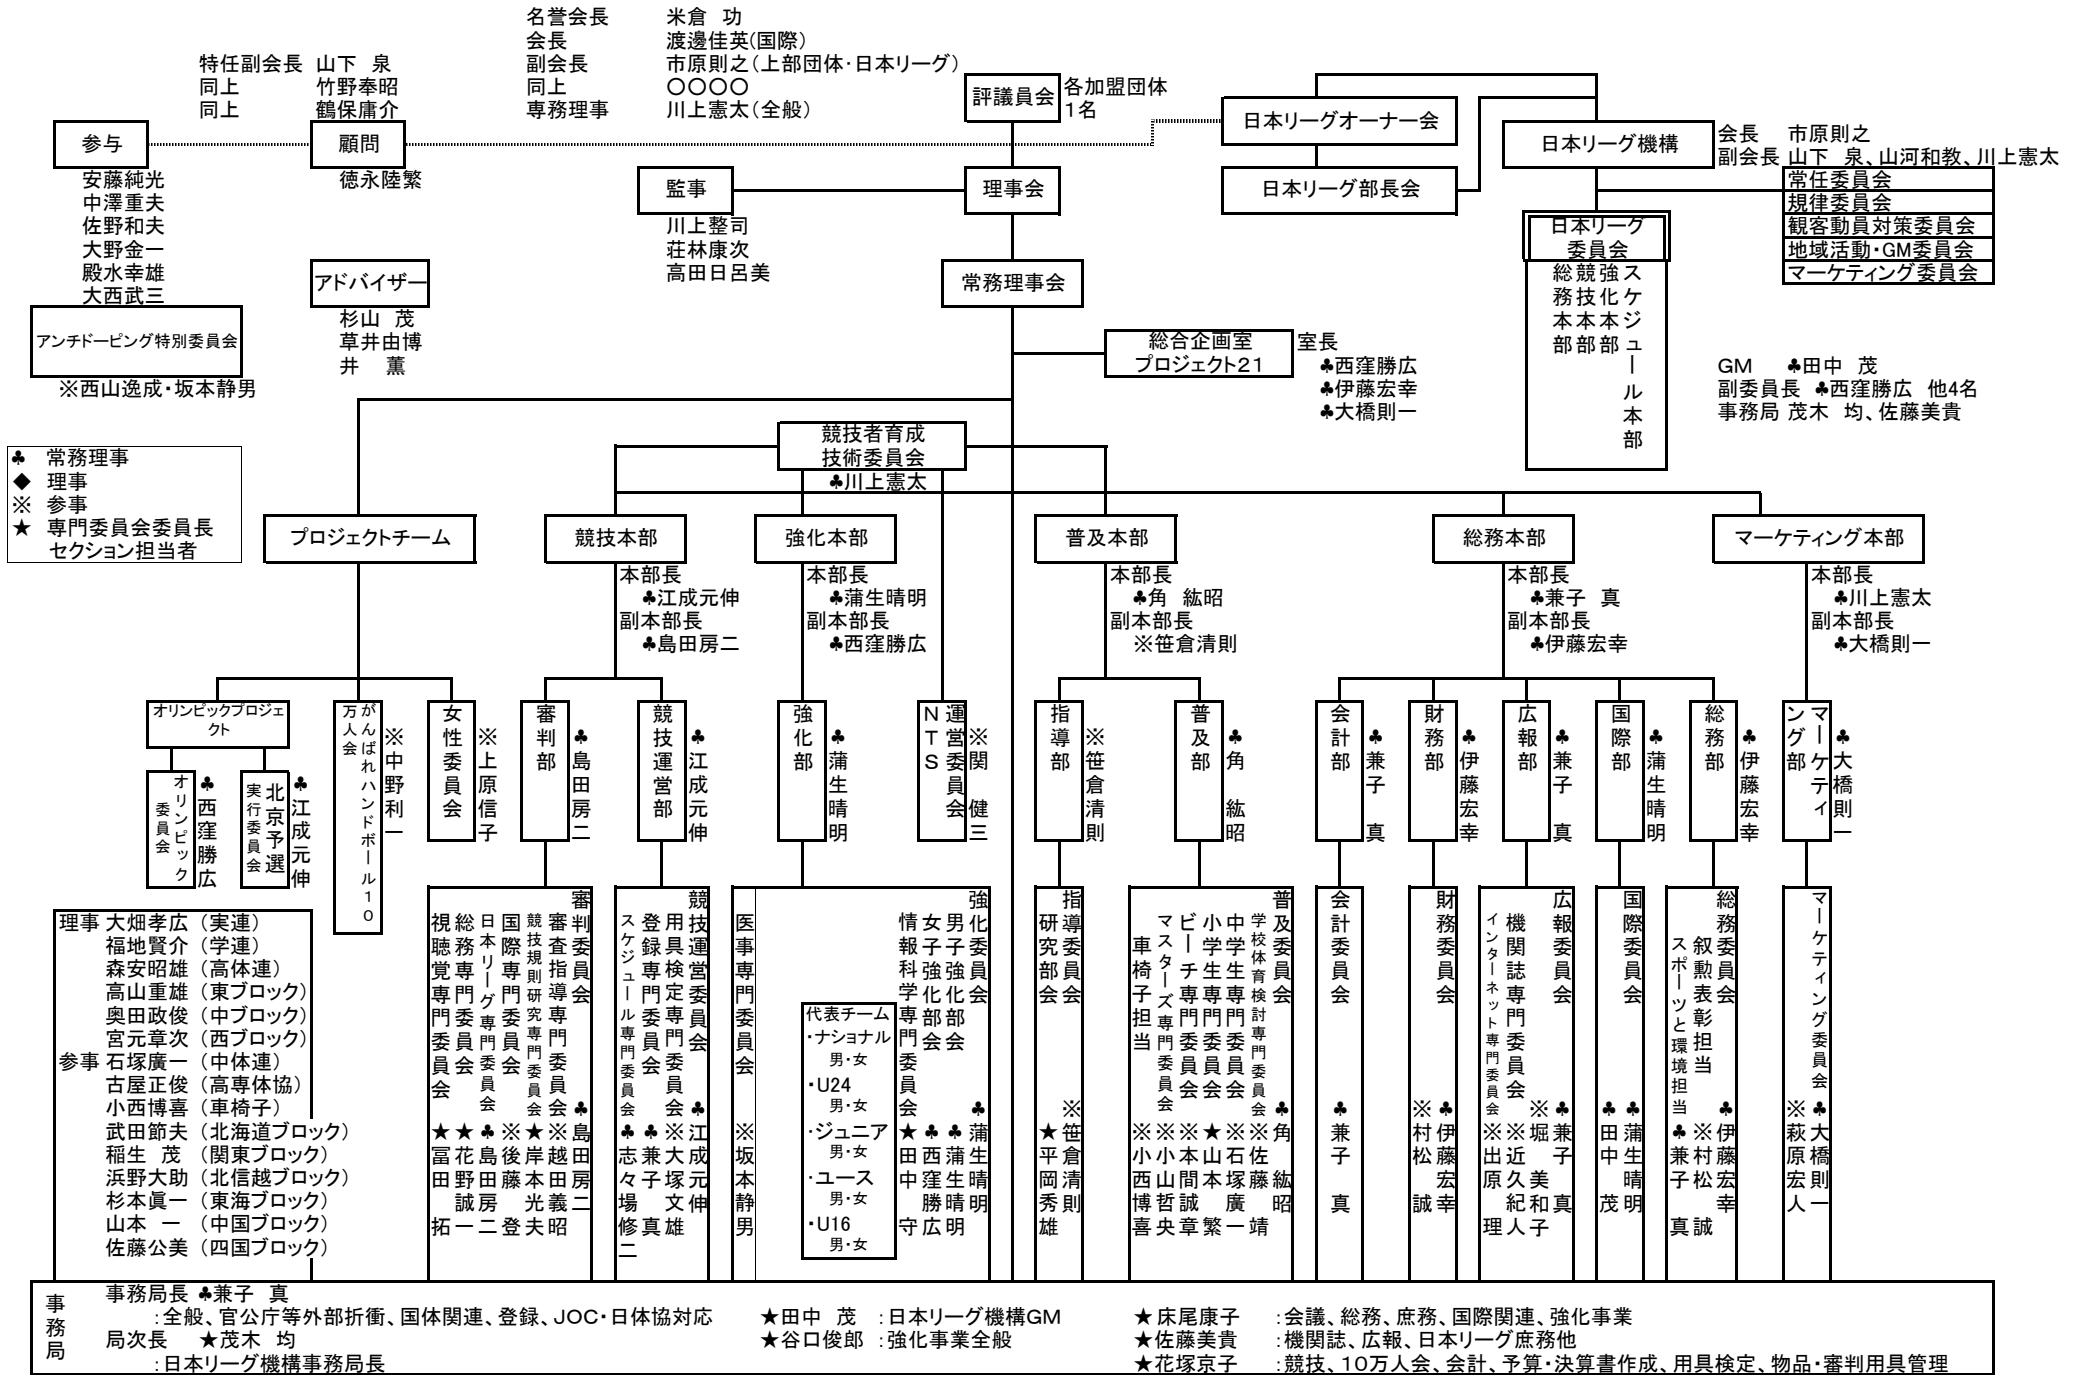 名誉会長 米倉 功
会長 渡邊佳英(国際)
副会長 市原則之(上部団体・日本リーグ)
同上 〇〇〇〇
専務理事 川上憲太(全般)
特任副会長 山下 泉
同上 竹野奉昭
同上 鶴保庸介
評議員会
各加盟団体
1名
参与
安藤純光
中澤重夫
佐野和夫
大野金一
殿水幸雄
大西武三
顧問
徳永陸繁
監事
川上整司
荘林康次
高田日呂美
理事会
日本リーグオーナー会
日本リーグ部長会
日本リーグ機構
会長 市原則之
副会長 山下 泉、山河和教、川上憲太
常任委員会
規律委員会
観客動員対策委員会
地域活動・GM委員会
マーケティング委員会
日本リーグ
委員会
スケジュール本部
強化本部
競技本部
総務本部
GM ♣田中 茂
副委員長 ♣西窪勝広 他4名
事務局 茂木 均、佐藤美貴
アンチドーピング特別委員会
※西山逸成・坂本静男
アドバイザー
杉山 茂
草井由博
井 薫
常務理事会
総合企画室
プロジェクト21
室長
♣西窪勝広
♣伊藤宏幸
♣大橋則一
♣ 常務理事
◆ 理事
※ 参事
★ 専門委員会委員長
セクション担当者
競技者育成
技術委員会
♣川上憲太
プロジェクトチーム
競技本部
本部長
♣江成元伸
副本部長
♣島田房二
強化本部
本部長
♣蒲生晴明
副本部長
♣西窪勝広
普及本部
本部長
♣角 紘昭
副本部長
※笹倉清則
総務本部
本部長
♣兼子 真
副本部長
♣伊藤宏幸
マーケティング本部
本部長
♣川上憲太
副本部長
♣大橋則一
オリンピックプロジェ
クト
オリンピック
委員会
♣西窪勝広
北京予選
実行委員会
♣江成元伸
がんばれハンドボール10
万人会
※中野利一
女性委員会
※上原信子
審判部
♣島田房二
競技運営部
♣江成元伸
強化部
♣蒲生晴明
運営委員会
NTS
※関 健三
指導部
※笹倉清則
普及部
♣角 紘昭
会計部
♣兼子 真
財務部
♣伊藤宏幸
広報部
♣兼子 真
国際部
♣蒲生晴明
総務部
♣伊藤宏幸
マーケティ
ング部
♣大橋則一
理事 大畑孝広(実連)
福地賢介(学連)
森安昭雄(高体連)
高山重雄(東ブロック)
奥田政俊(中ブロック)
宮元章次(西ブロック)
参事 石塚廣一(中体連)
古屋正俊(高専体協)
小西博喜(車椅子)
武田節夫(北海道ブロック)
稲生 茂(関東ブロック)
浜野大助(北信越ブロック)
杉本眞一(東海ブロック)
山本 一(中国ブロック)
佐藤公美(四国ブロック)
審判委員会 ♣島田房二
審査指導専門委員会 ※越田義昭
競技規則研究専門委員会 ★岸本光夫
国際専門委員会 ※後藤 登
日本リーグ専門委員会 ♣島田房二
総務専門委員会 ★花野誠一
視聴覚専門委員会 ★冨田 拓
競技運営委員会 ♣江成元伸
用具検定専門委員会 ※大塚文雄
登録専門委員会 ♣兼子 真
スケジュール専門委員会 ♣志々場修二
医事専門委員会 ※坂本静男
強化委員会 ♣蒲生晴明
男子強化部会 ♣蒲生晴明
女子強化部会 ♣西窪勝広
情報科学専門委員会 ★田中 守
代表チーム
・ナショナル
男・女
・U24
男・女
・ジュニア
男・女
・ユース
男・女
・U16
男・女
指導委員会 ※笹倉清則
研究部会 ★平岡秀雄
普及委員会 ♣角 紘昭
学校体育検討専門委員会 ※佐藤 靖
中学生専門委員会 ※石塚廣一
小学生専門委員会 ★山本 繁
ビーチ専門委員会 ※本間誠章
マスターズ専門委員会 ※小山哲央
車椅子担当 ※小西博喜
会計委員会 ♣兼子 真
財務委員会 ♣伊藤宏幸
※村松 誠
広報委員会 ♣兼子 真
※堀 美和子
機関誌専門委員会 ※近久紀人
インターネット専門委員会 ※出原 理
国際委員会 ♣蒲生晴明
♣田中 茂
総務委員会 ♣伊藤宏幸
叙勲表彰担当 ※村松 誠
スポーツと環境担当 ♣兼子 真
マーケティング委員会 ♣大橋則一
※萩原宏人
事務局
事務局長 ♣兼子 真
:全般、官公庁等外部折衝、国体関連、登録、JOC・日体協対応
局次長 ★茂木 均
:日本リーグ機構事務局長
★田中 茂 :日本リーグ機構GM
★谷口俊郎 :強化事業全般
★床尾康子 :会議、総務、庶務、国際関連、強化事業
★佐藤美貴 :機関誌、広報、日本リーグ庶務他
★花塚京子 :競技、10万人会、会計、予算・決算書作成、用具検定、物品・審判用具管理